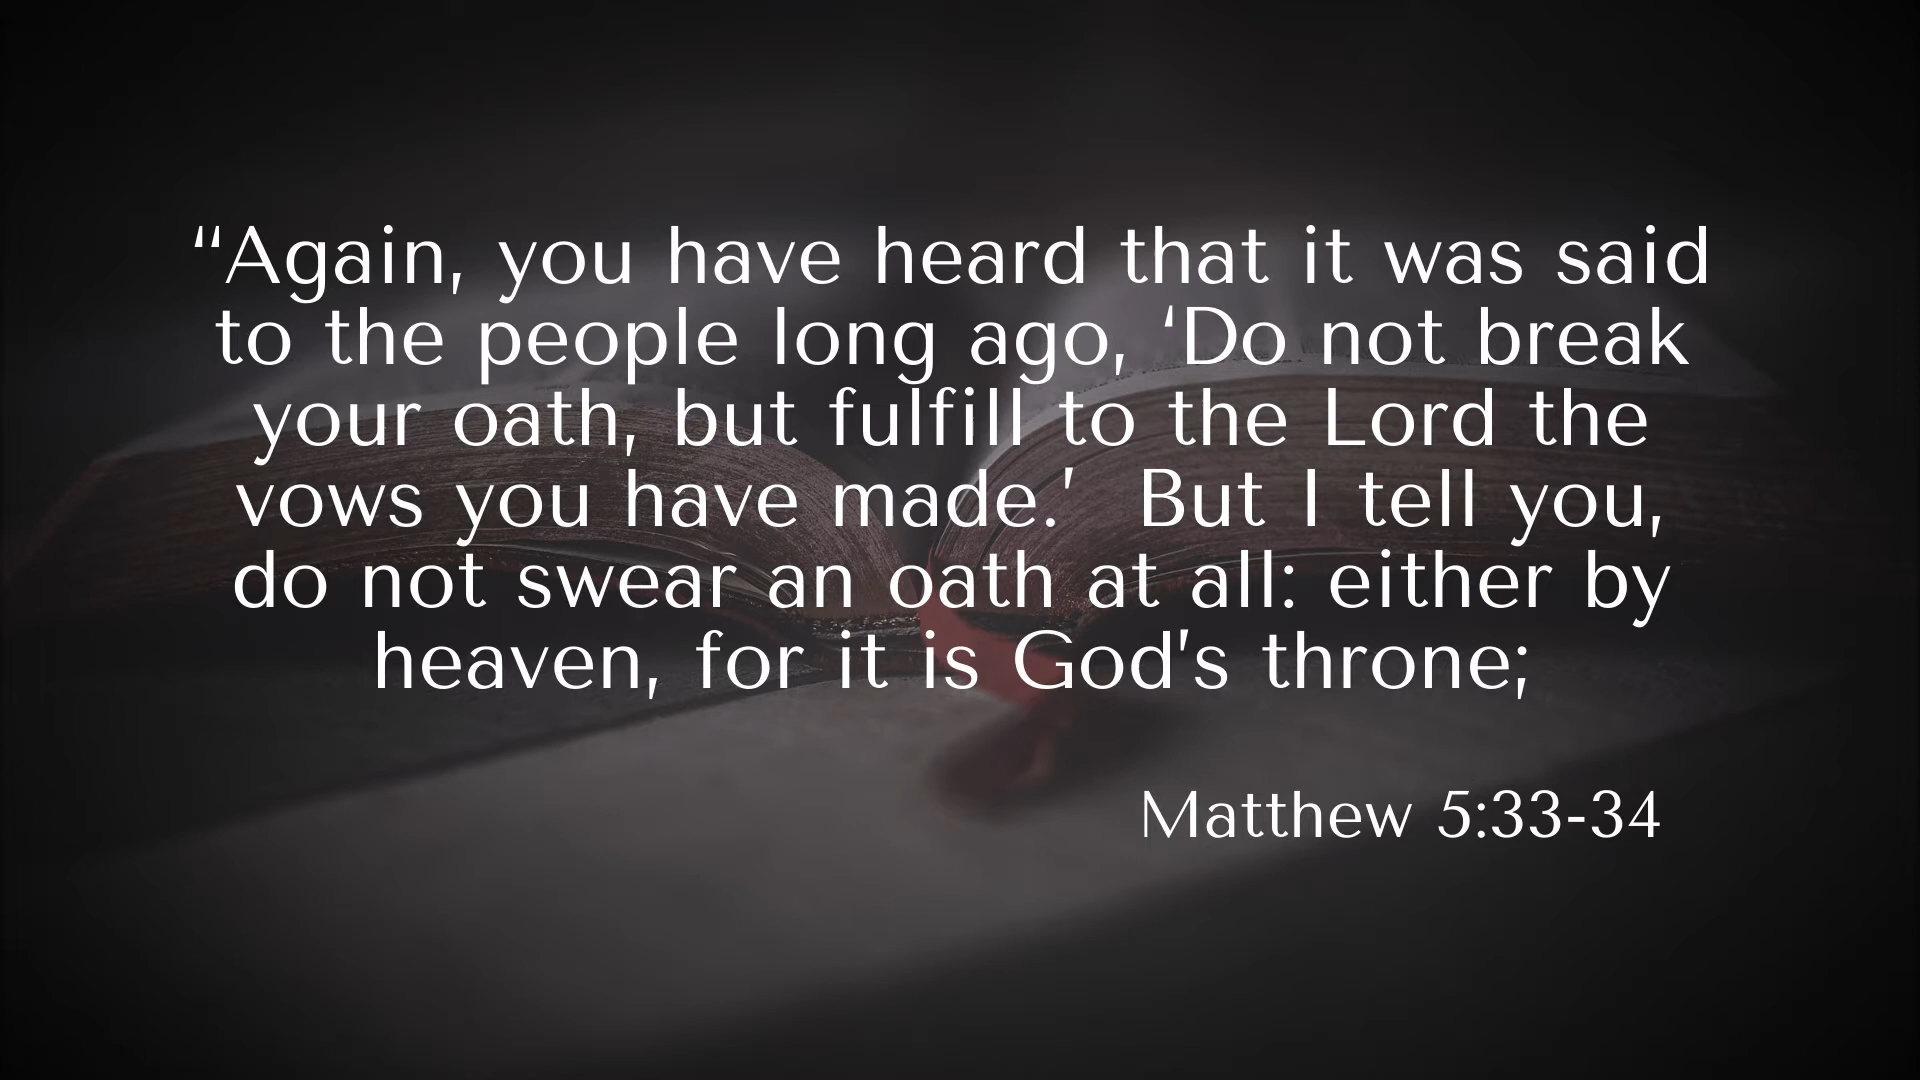 “Again, you have heard that it was said
to the people long ago, ‘Do not break
your oath, but fulfill to the Lord the
vows you have made.’  But I tell you,
do not swear an oath at all: either by
heaven, for it is God’s throne;
Matthew 5:33-34